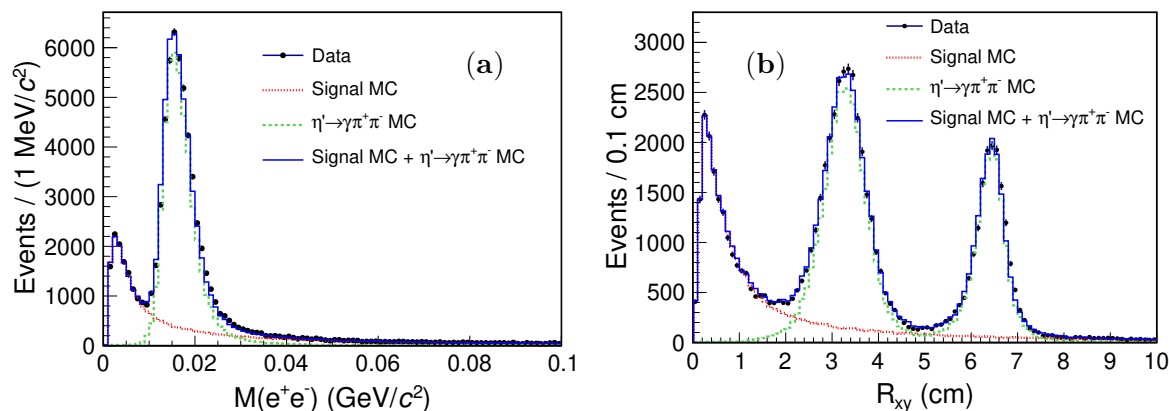 Events / (1 MeV/c²)
6000
5000
4000
3000
2000
1000
0
0
0.02
0.04
0.06
0.08
0.1
M(e⁺e⁻) (GeV/c²)
(a)
Data
Signal MC
η'→γπ⁺π⁻ MC
Signal MC + η'→γπ⁺π⁻ MC
Events / 0.1 cm
3000
2500
2000
1500
1000
500
0
0 1 2 3 4 5 6 7 8 9 10
R_xy (cm)
(b)
Data
Signal MC
η'→γπ⁺π⁻ MC
Signal MC + η'→γπ⁺π⁻ MC